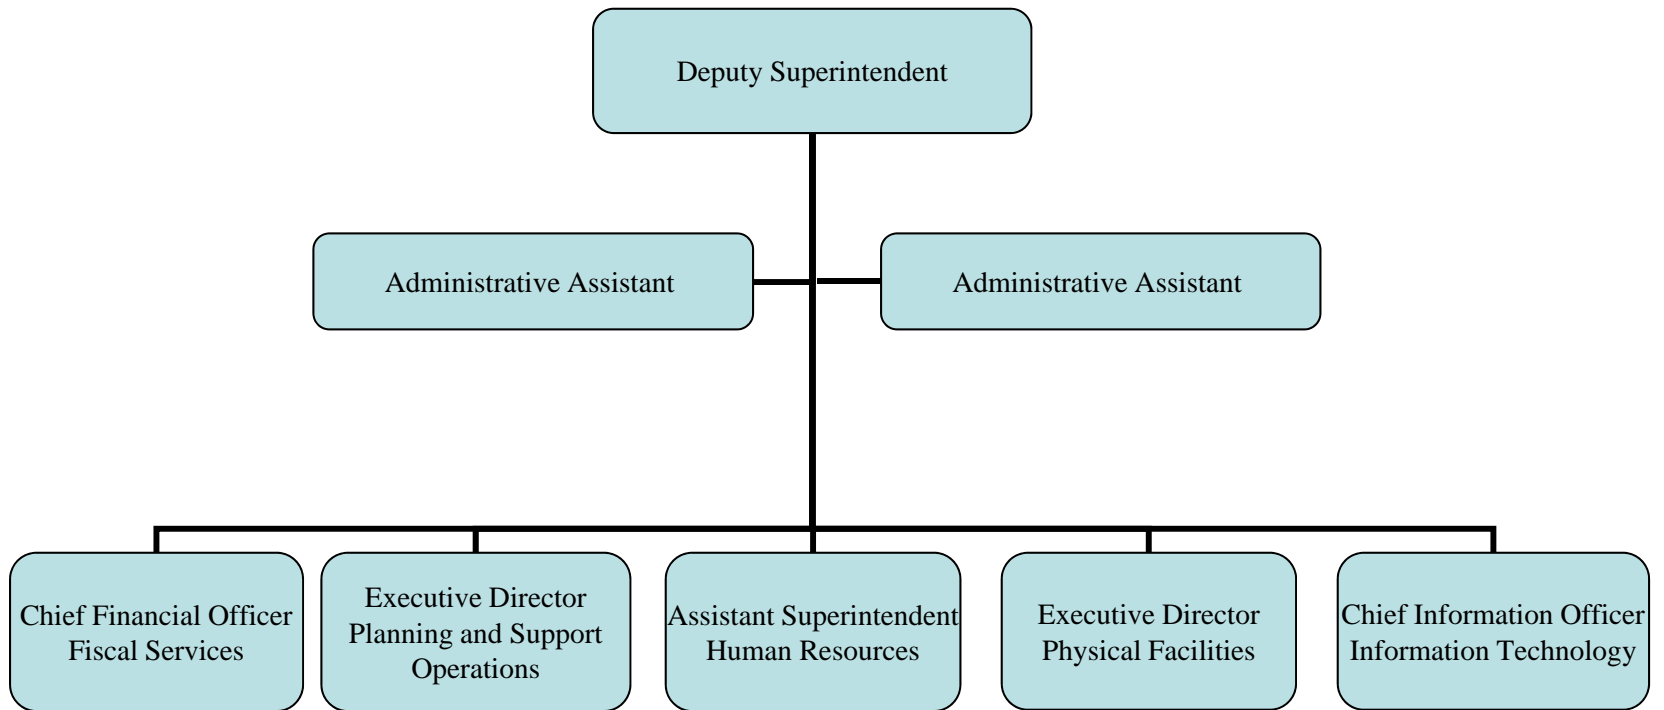 Deputy Superintendent
Administrative Assistant
Administrative Assistant
Chief Financial Officer
Fiscal Services
Executive Director
Planning and Support
Operations
Assistant Superintendent
Human Resources
Executive Director
Physical Facilities
Chief Information Officer
Information Technology